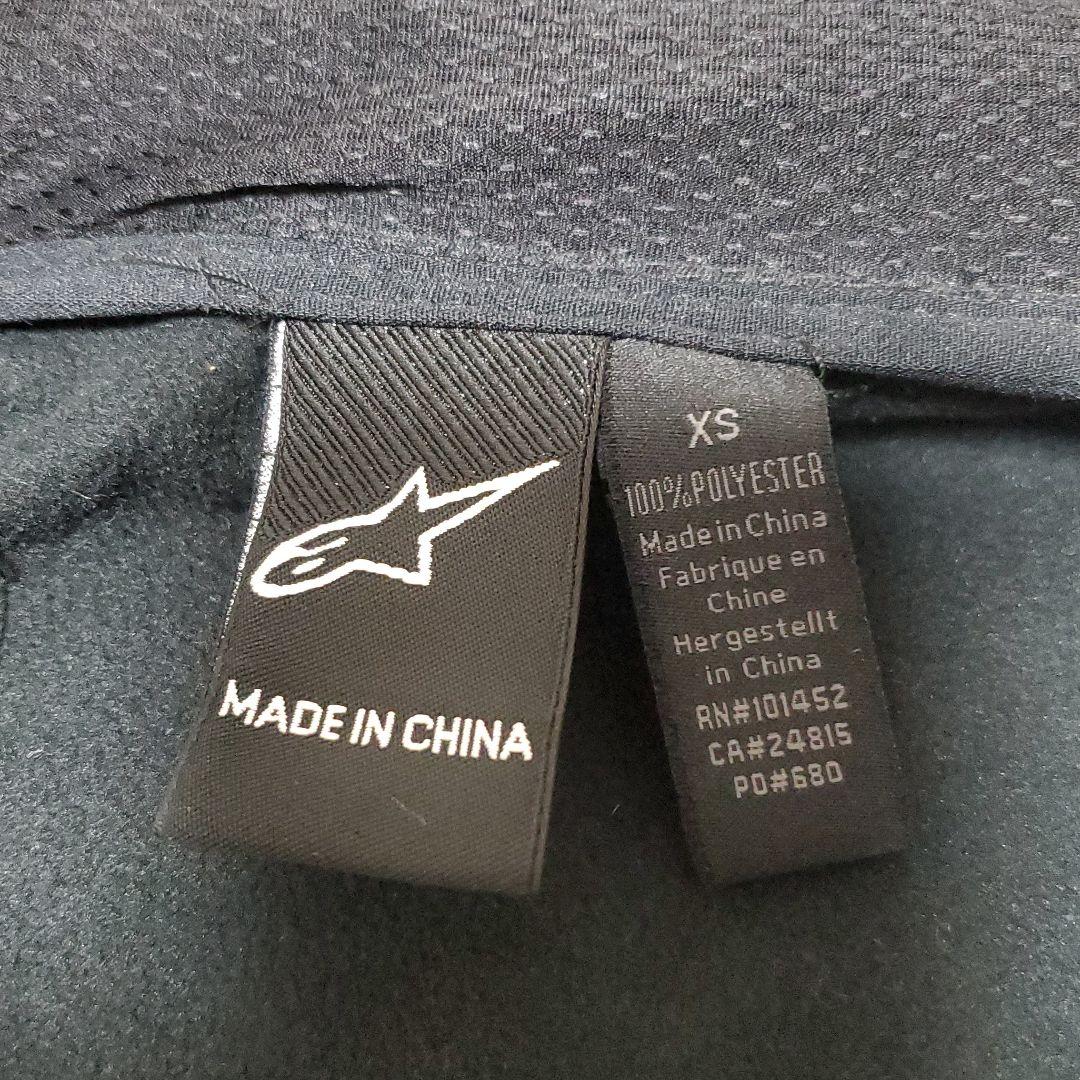 MADE IN CHINA
XS
100%POLYESTER
Made in China
Fabrique en
Chine
Hergestellt
in China
RN#101452
CA#24815
PO#680